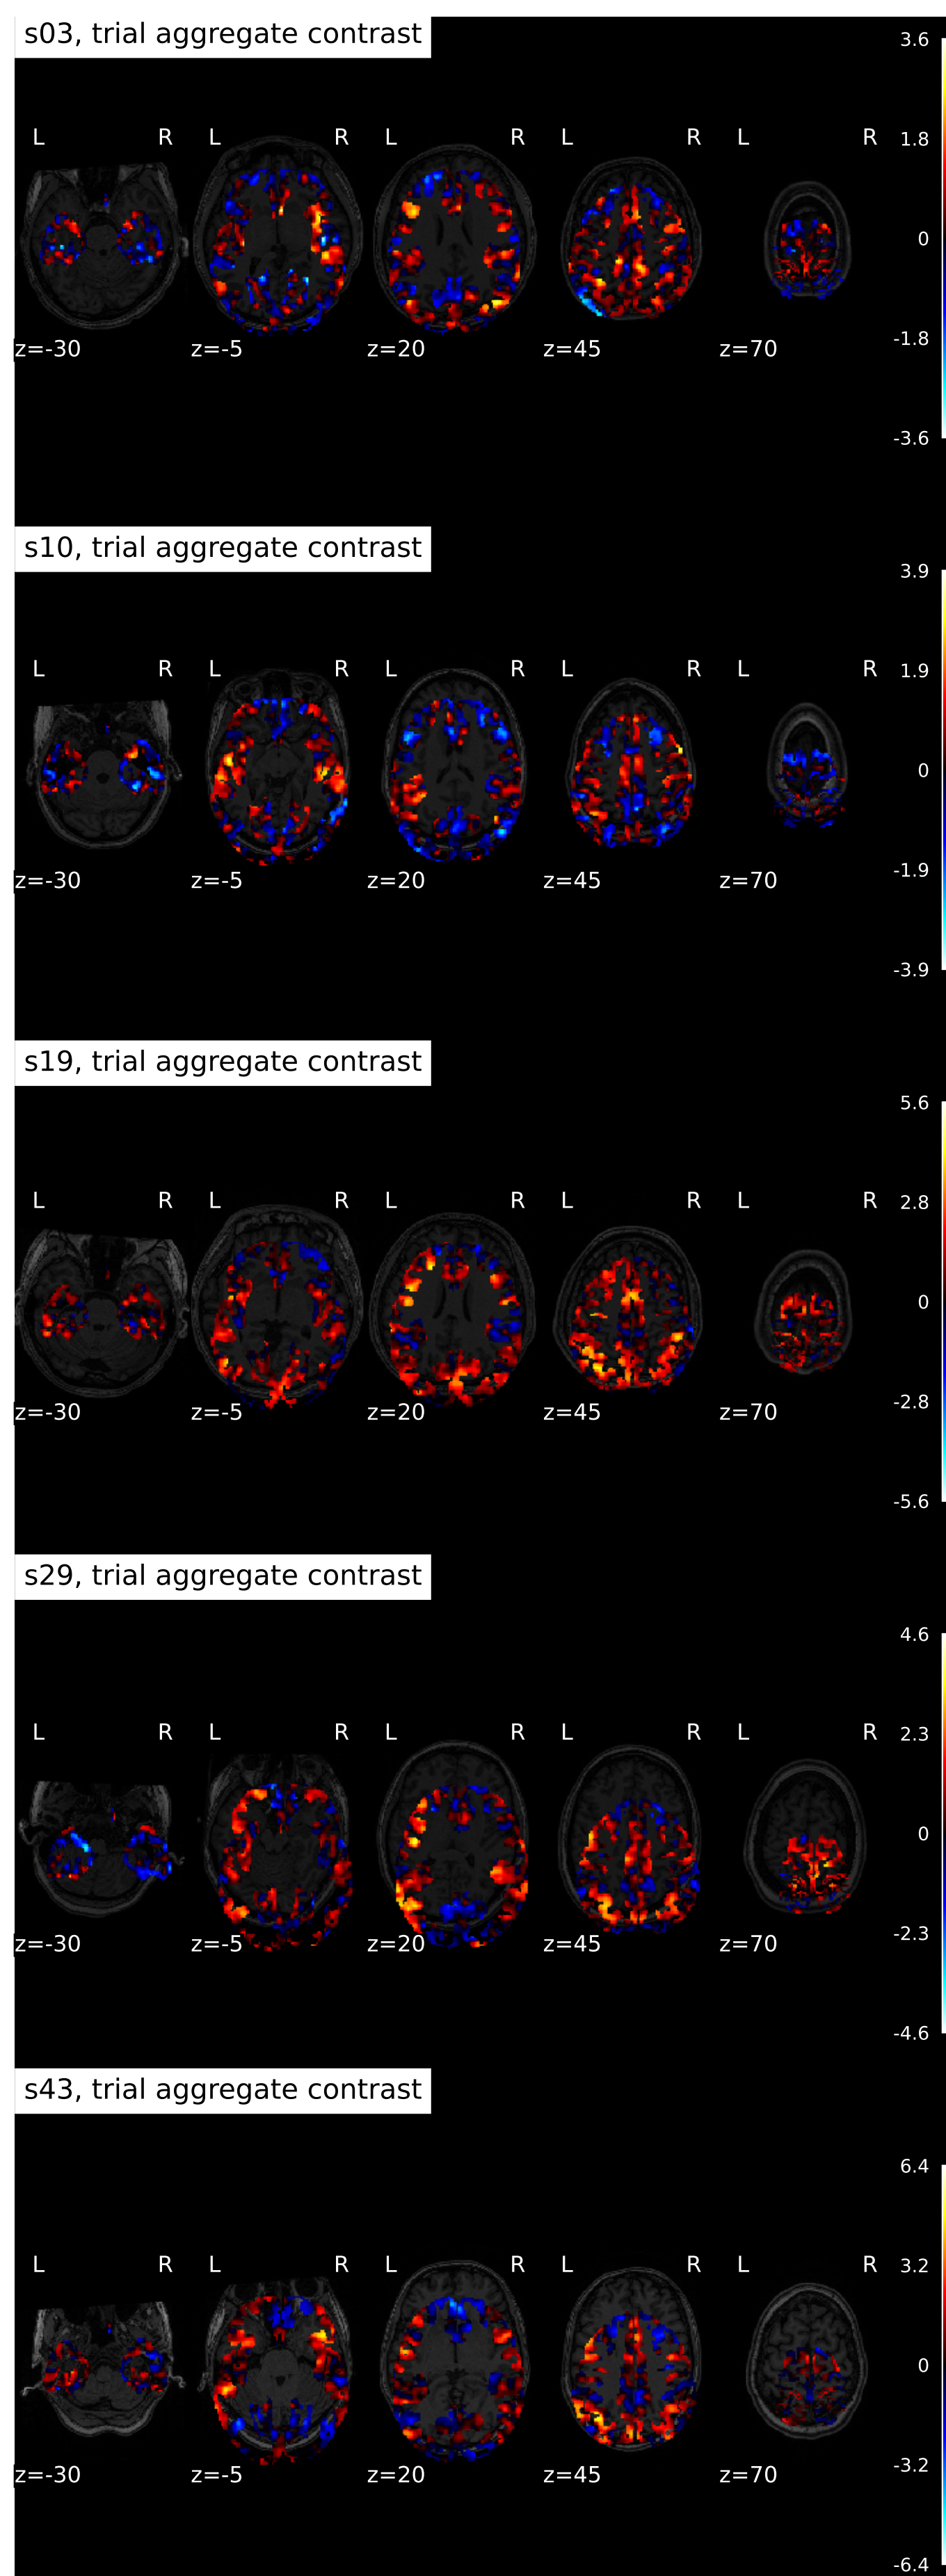 s03, trial aggregate contrast
3.6
L R L R L R L R L R
1.8
0
z=-30 z=-5 z=20 z=45 z=70
-1.8
-3.6
s10, trial aggregate contrast
3.9
L R L R L R L R L R
1.9
0
z=-30 z=-5 z=20 z=45 z=70
-1.9
-3.9
s19, trial aggregate contrast
5.6
L R L R L R L R L R
2.8
0
z=-30 z=-5 z=20 z=45 z=70
-2.8
-5.6
s29, trial aggregate contrast
4.6
L R L R L R L R L R
2.3
0
z=-30 z=-5 z=20 z=45 z=70
-2.3
-4.6
s43, trial aggregate contrast
6.4
L R L R L R L R L R
3.2
0
z=-30 z=-5 z=20 z=45 z=70
-3.2
-6.4